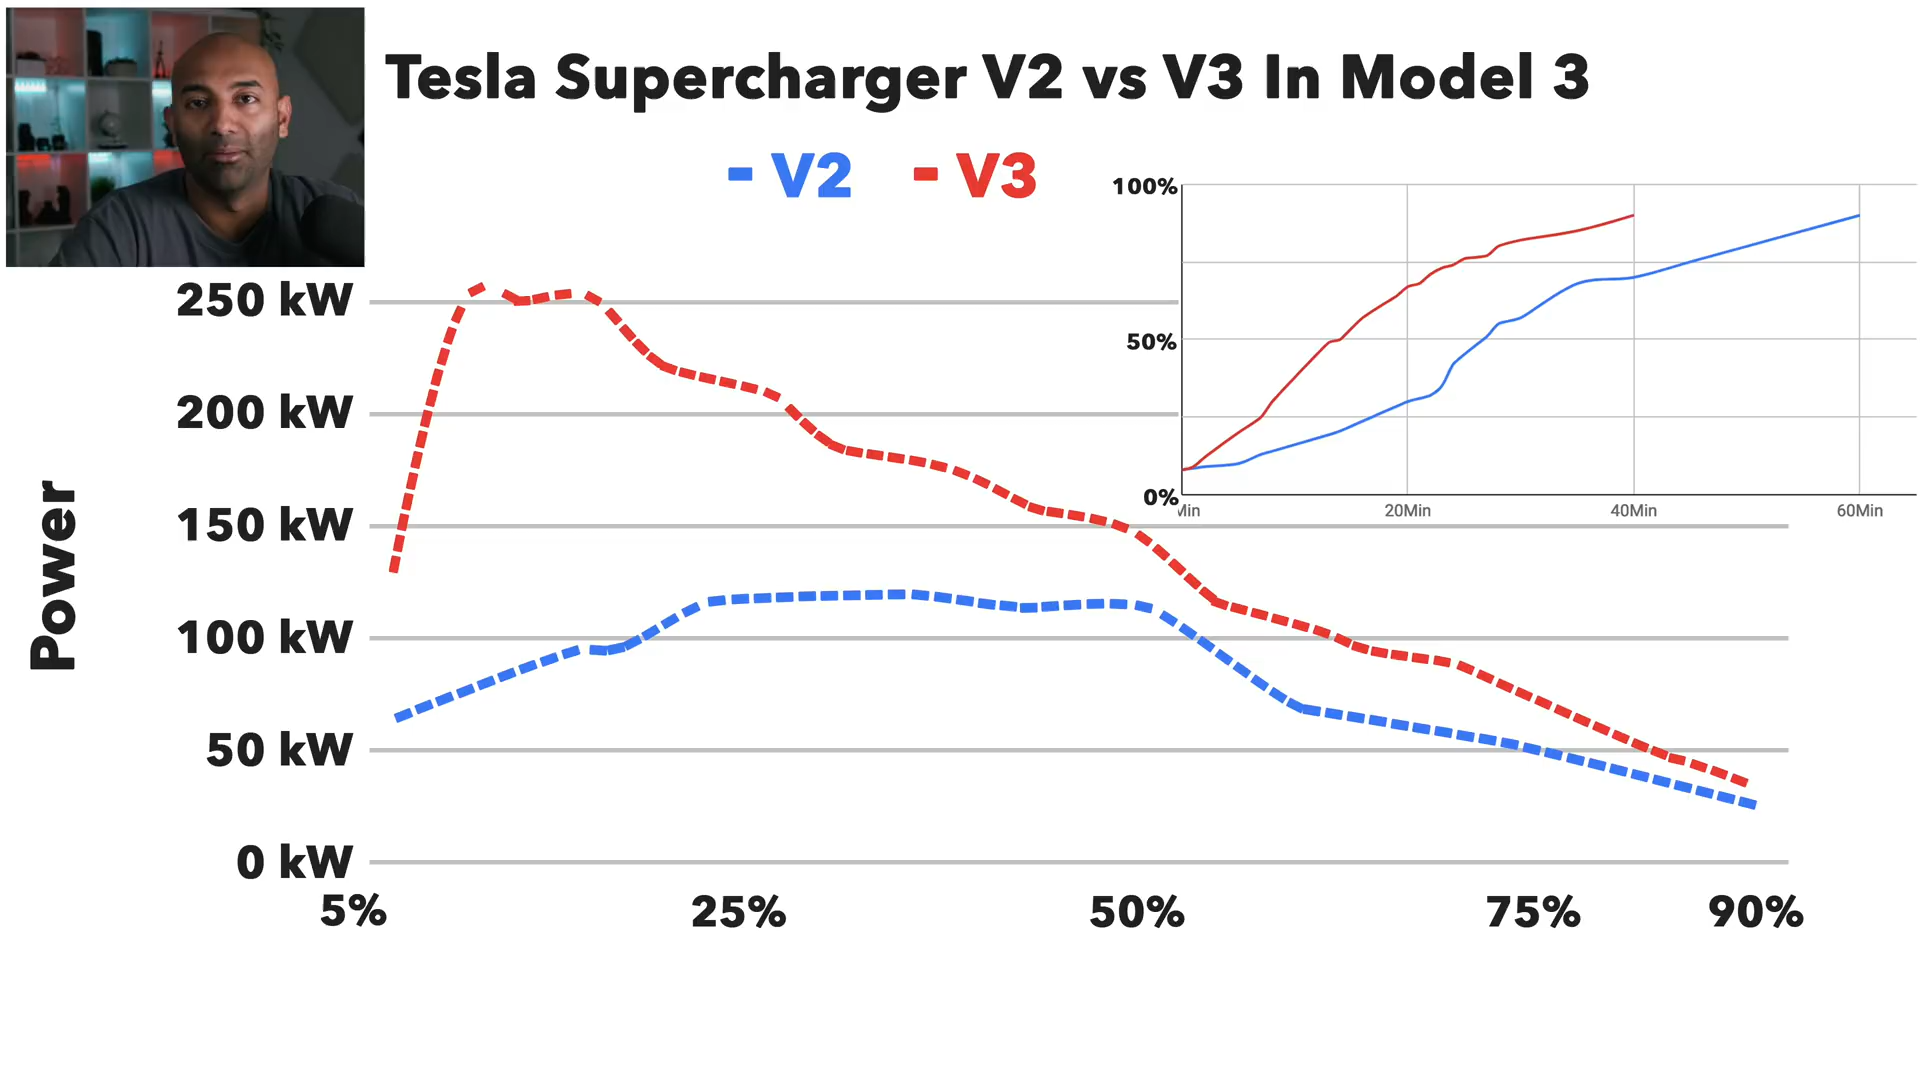 Tesla Supercharger V2 vs V3 In Model 3
V2 V3
100%
50%
0%
Min 20Min 40Min 60Min
250 kW
200 kW
150 kW
100 kW
50 kW
0 kW
Power
5% 25% 50% 75% 90%